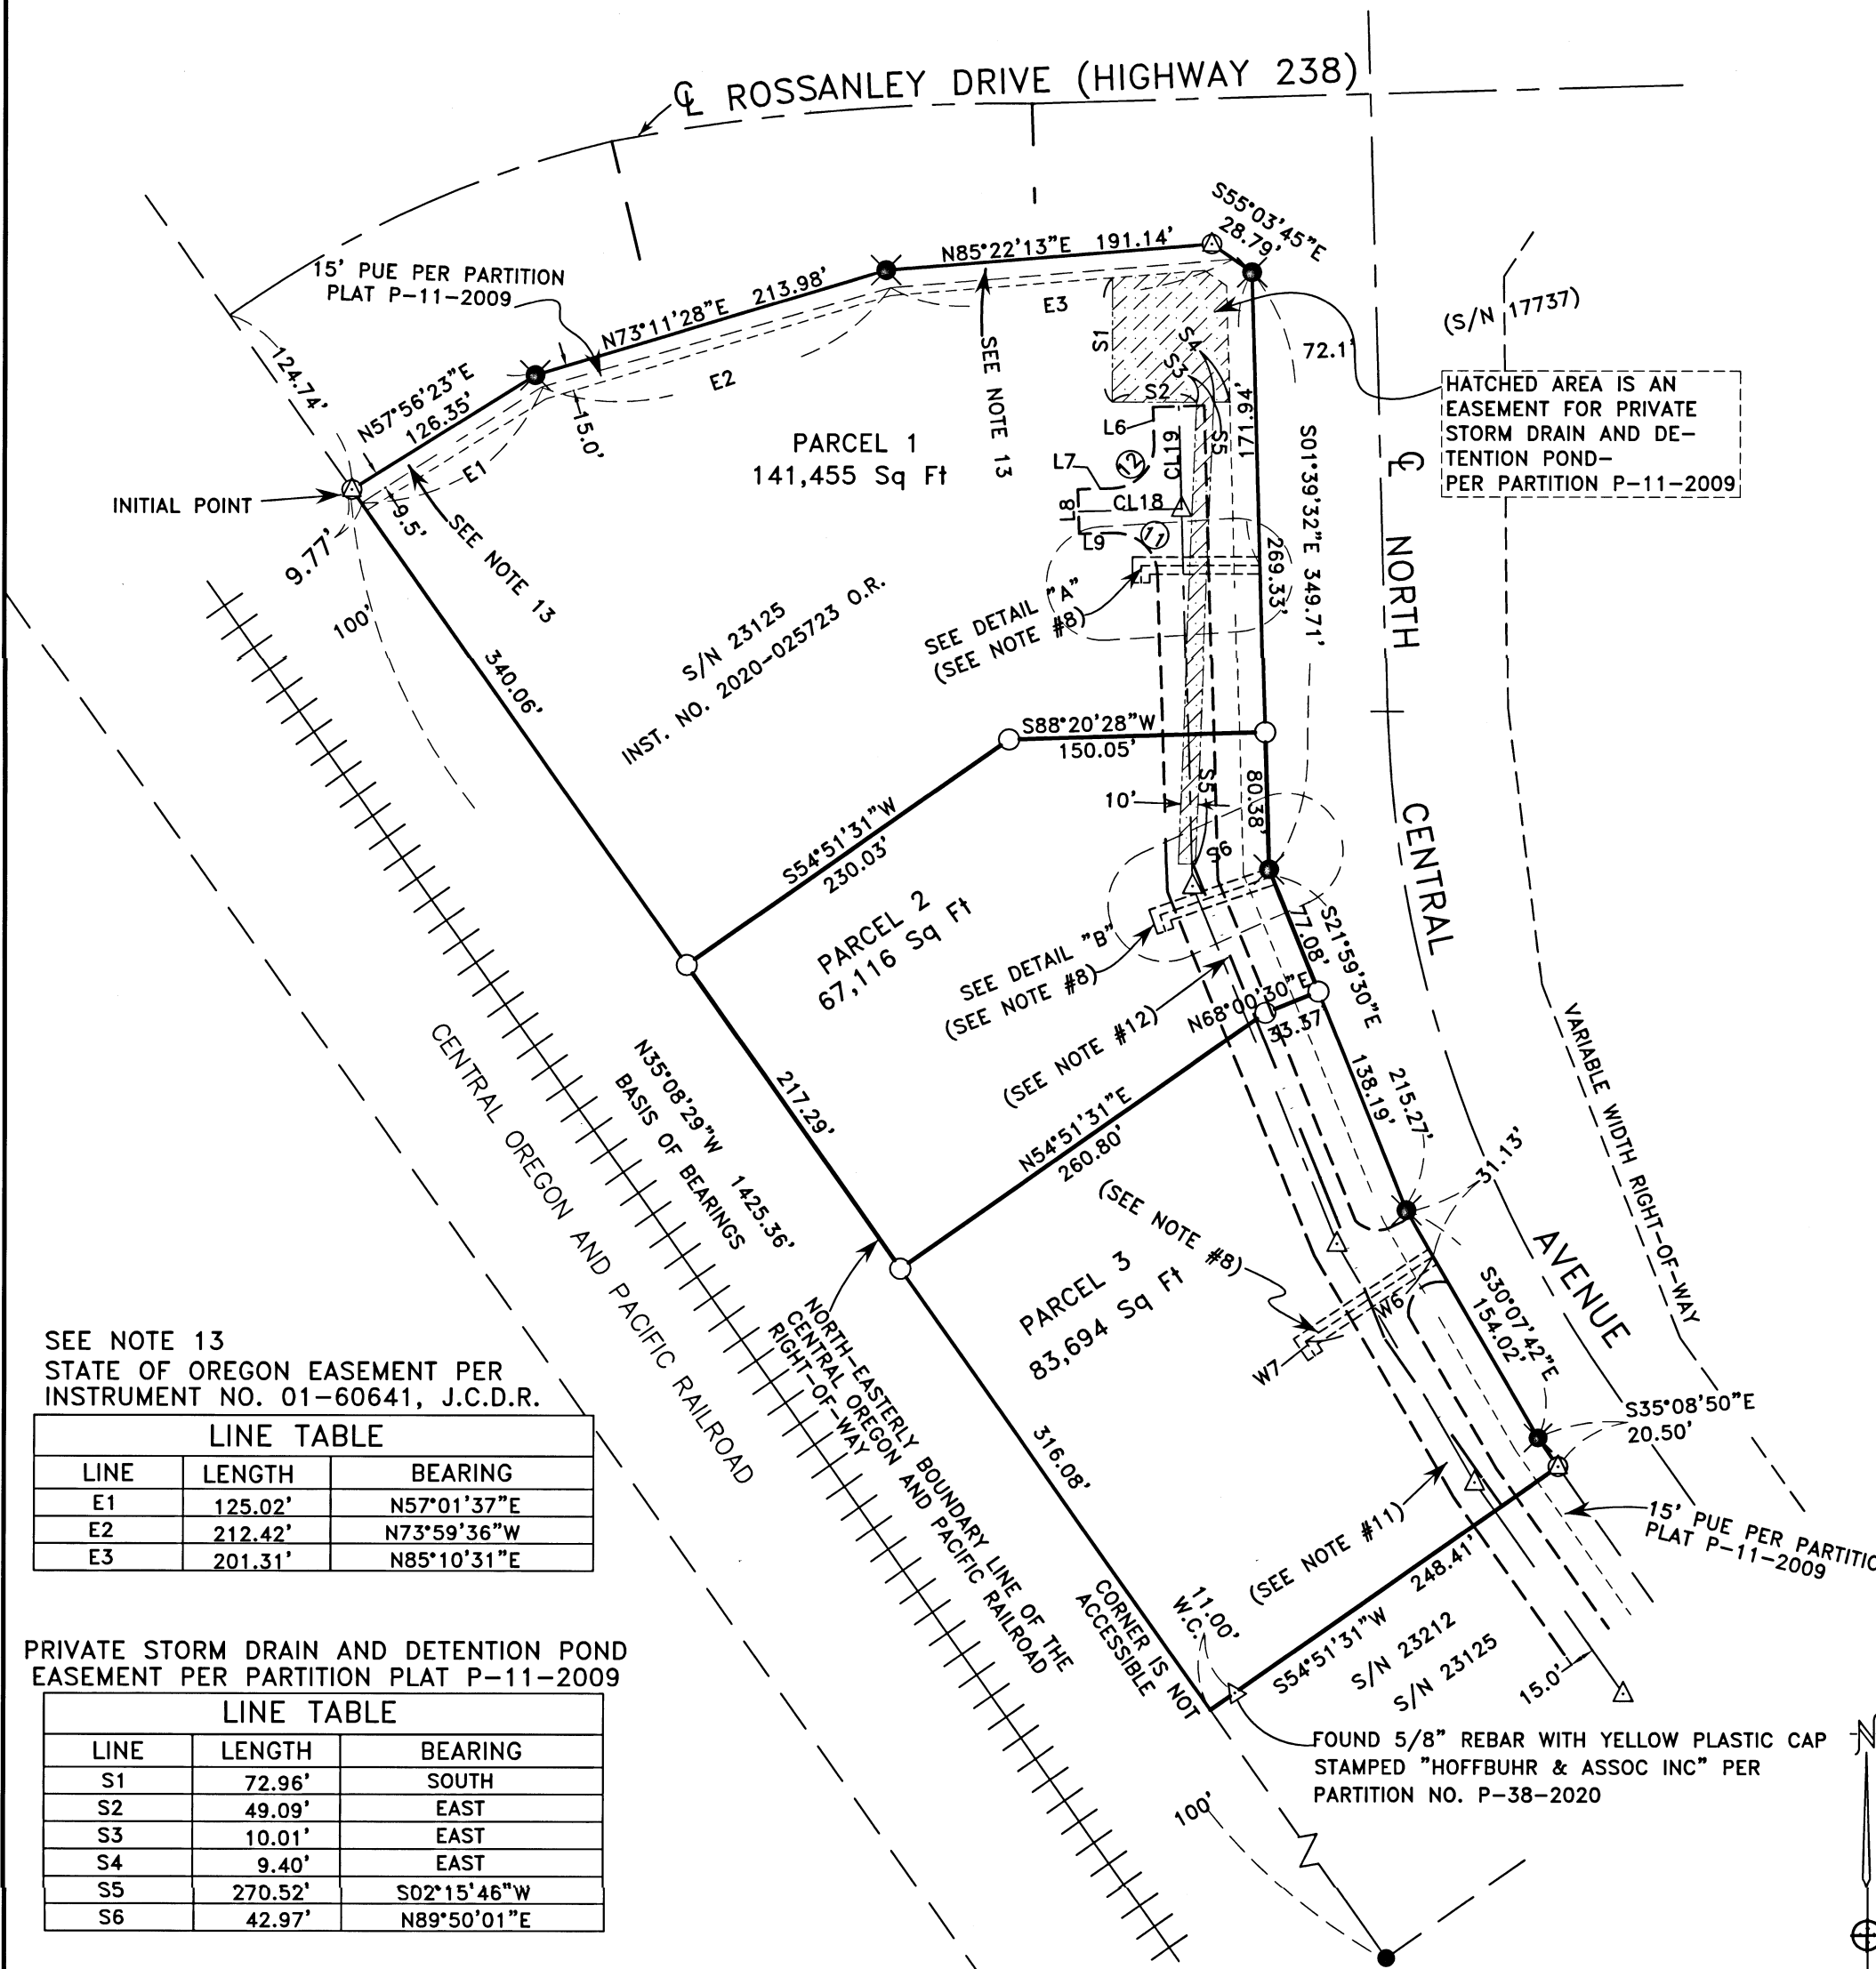 ℄ ROSSANLEY DRIVE (HIGHWAY 238)
S55°03'45"E
28.79'
N85°22'13"E 191.14'
15' PUE PER PARTITION
PLAT P-11-2009
N73°11'28"E 213.98'
E3
(S/N 17737)
124.74'
N57°56'23"E
126.35'
E2
15.0'
E1
SEE NOTE 13
S1
S4
S3
S2
72.1'
171.94'
HATCHED AREA IS AN
EASEMENT FOR PRIVATE
STORM DRAIN AND DE-
TENTION POND-
PER PARTITION P-11-2009
PARCEL 1
141,455 Sq Ft
L6
12
CL19
S5
L7
L8
CL18
L9
11
S01°39'32"E 349.71'
269.33'
INITIAL POINT
9.5'
9.77'
SEE NOTE 13
100'
℄ NORTH
CENTRAL
AVENUE
SEE DETAIL "A"
(SEE NOTE #8)
S/N 23125
INST. NO. 2020-025723 O.R.
340.06'
S88°20'28"W
150.05'
S5
10'
80.38'
S54°51'31"W
230.03'
S6
PARCEL 2
67,116 Sq Ft
SEE DETAIL "B"
(SEE NOTE #8)
77.08'
S21°59'30"E
215.27'
N68°00'30"E
33.37'
(SEE NOTE #12)
138.19'
VARIABLE WIDTH RIGHT-OF-WAY
CENTRAL OREGON AND PACIFIC RAILROAD
N35°08'29"W 1425.36'
BASIS OF BEARINGS
217.29'
N54°51'31"E
260.80'
31.13'
(SEE NOTE #8)
PARCEL 3
83,694 Sq Ft
W6
W7
S30°07'42"E
154.02'
S35°08'50"E
20.50'
NORTH-EASTERLY BOUNDARY LINE OF THE
CENTRAL OREGON AND PACIFIC RAILROAD
RIGHT-OF-WAY
316.08'
15' PUE PER PARTITIO
PLAT P-11-2009
(SEE NOTE #11)
S54°51'31"W 248.41'
11.00'
W.C.
CORNER IS NOT
ACCESSIBLE
S/N 23212
S/N 23125
15.0'
FOUND 5/8" REBAR WITH YELLOW PLASTIC CAP
STAMPED "HOFFBUHR & ASSOC INC" PER
PARTITION NO. P-38-2020
100'
N
SEE NOTE 13
STATE OF OREGON EASEMENT PER
INSTRUMENT NO. 01-60641, J.C.D.R.
LINE TABLE
LINE LENGTH BEARING
E1 125.02' N57°01'37"E
E2 212.42' N73°59'36"W
E3 201.31' N85°10'31"E
PRIVATE STORM DRAIN AND DETENTION POND
EASEMENT PER PARTITION PLAT P-11-2009
LINE TABLE
LINE LENGTH BEARING
S1 72.96' SOUTH
S2 49.09' EAST
S3 10.01' EAST
S4 9.40' EAST
S5 270.52' S02°15'46"W
S6 42.97' N89°50'01"E